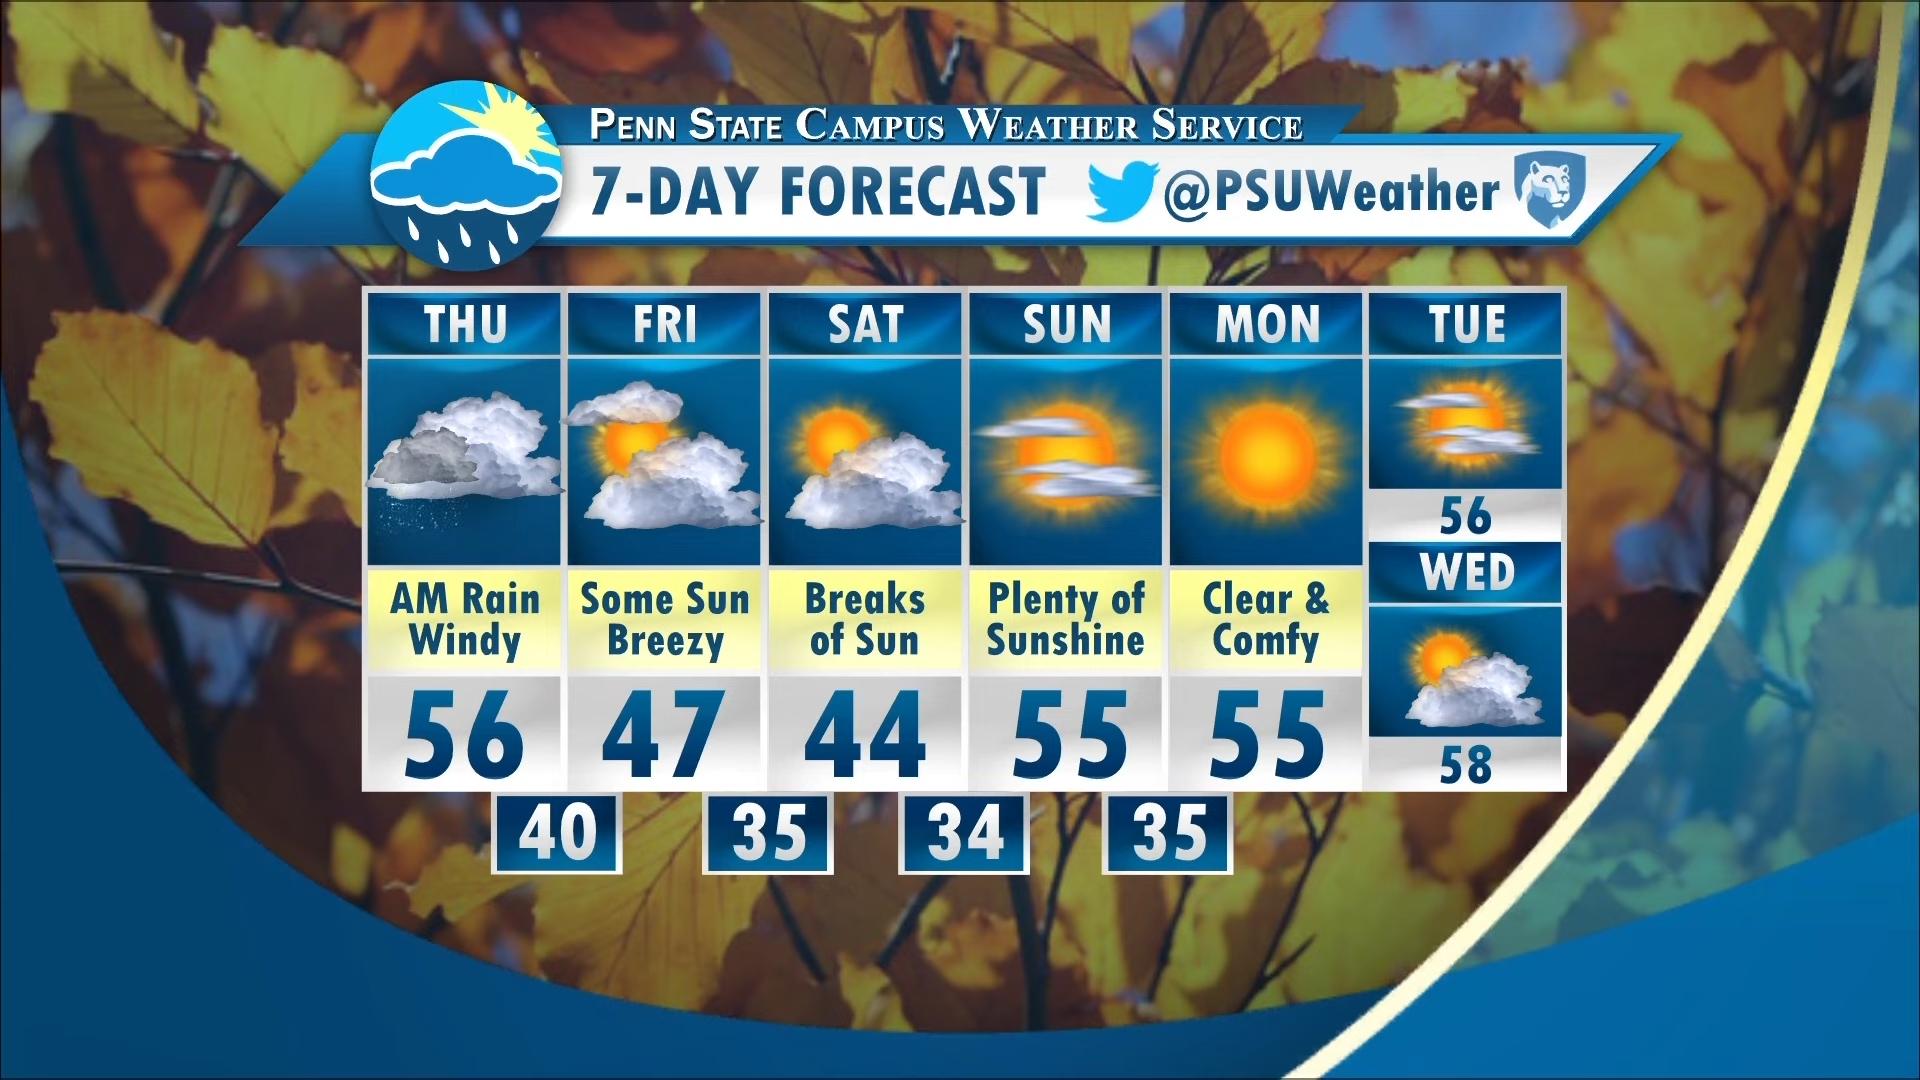 PENN STATE CAMPUS WEATHER SERVICE
7-DAY FORECAST @PSUWeather
THU FRI SAT SUN MON TUE
56
WED
AM Rain Some Sun Breaks Plenty of Clear &
Windy Breezy of Sun Sunshine Comfy
56 47 44 55 55 58
40 35 34 35